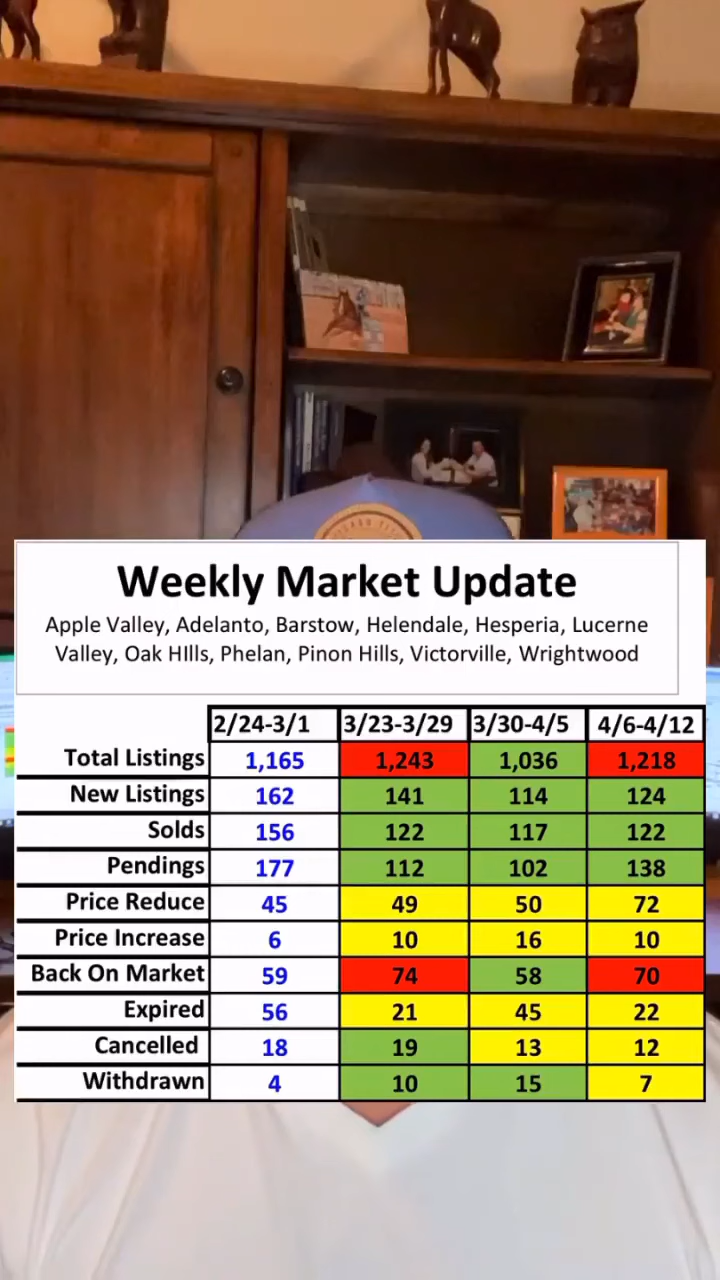 Weekly Market Update
Apple Valley, Adelanto, Barstow, Helendale, Hesperia, Lucerne
Valley, Oak HIlls, Phelan, Pinon Hills, Victorville, Wrightwood
2/24-3/1 3/23-3/29 3/30-4/5 4/6-4/12
Total Listings 1,165 1,243 1,036 1,218
New Listings 162 141 114 124
Solds 156 122 117 122
Pendings 177 112 102 138
Price Reduce 45 49 50 72
Price Increase 6 10 16 10
Back On Market 59 74 58 70
Expired 56 21 45 22
Cancelled 18 19 13 12
Withdrawn 4 10 15 7